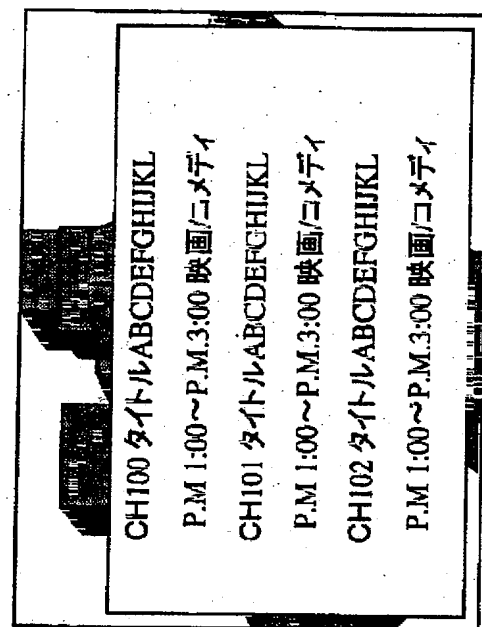 CH100 タイトルABCDEFGHIJKL
P.M 1:00～P.M.3:00 映画/コメディ
CH101 タイトルABCDEFGHIJKL
P.M 1:00～P.M.3:00 映画/コメディ
CH102 タイトルABCDEFGHIJKL
P.M 1:00～P.M.3:00 映画/コメディ